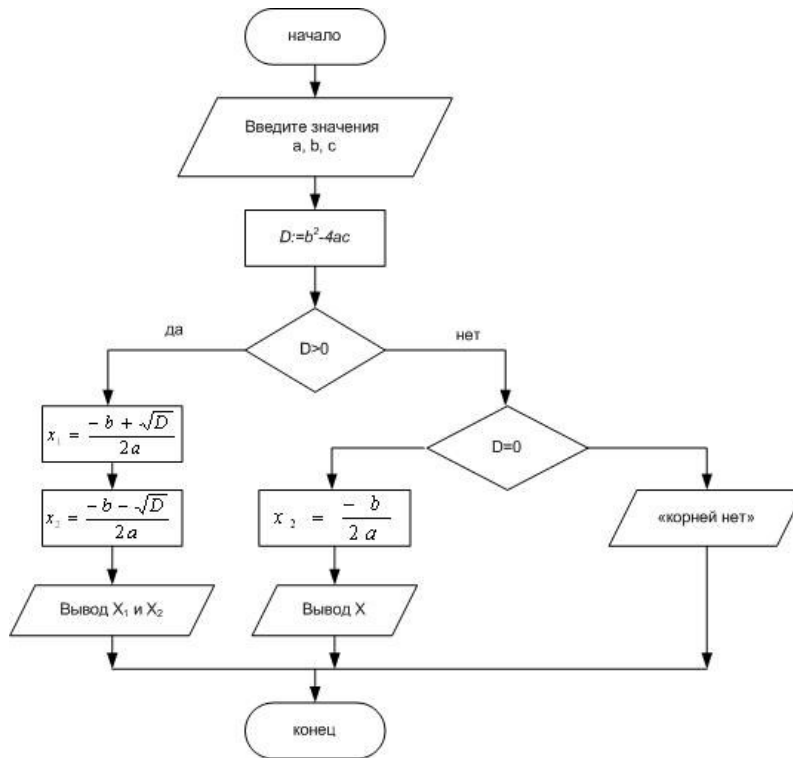 начало
Введите значения
a, b, c
D:=b²-4ac
D>0
да
нет
x₁ = (-b + √D) / 2a
D=0
x₂ = (-b - √D) / 2a
x₂ = -b / 2a
«корней нет»
Вывод X₁ и X₂
Вывод X
конец